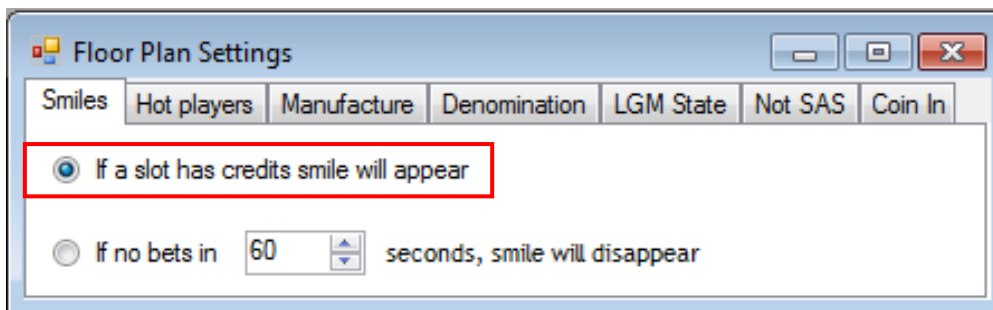 Floor Plan Settings
Smiles Hot players Manufacture Denomination LGM State Not SAS Coin In
If a slot has credits smile will appear
If no bets in 60 seconds, smile will disappear